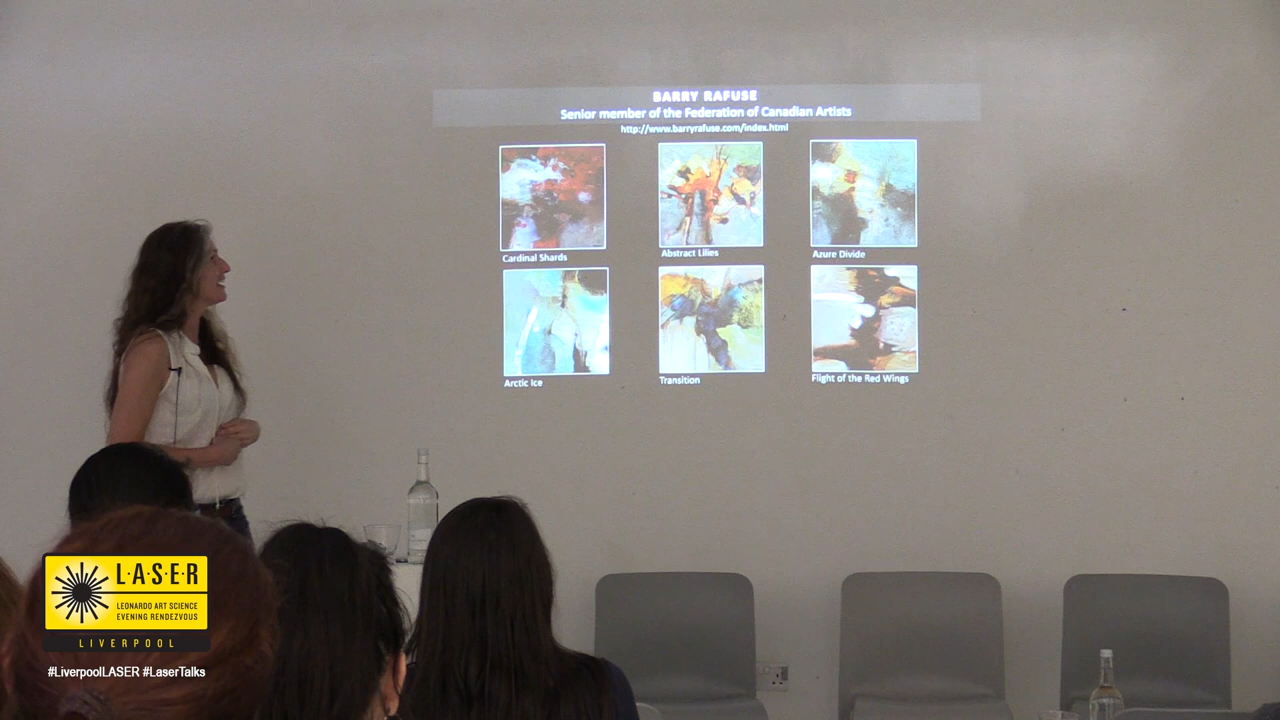 BARRY RAFUSE
Senior member of the Federation of Canadian Artists
http://www.barryrafuse.com/index.html
Cardinal Shards
Abstract Lilies
Azure Divide
Arctic Ice
Transition
Flight of the Red Wings
L·A·S·E·R
LEONARDO ART SCIENCE
EVENING RENDEZVOUS
LIVERPOOL
#LiverpoolLASER #LaserTalks